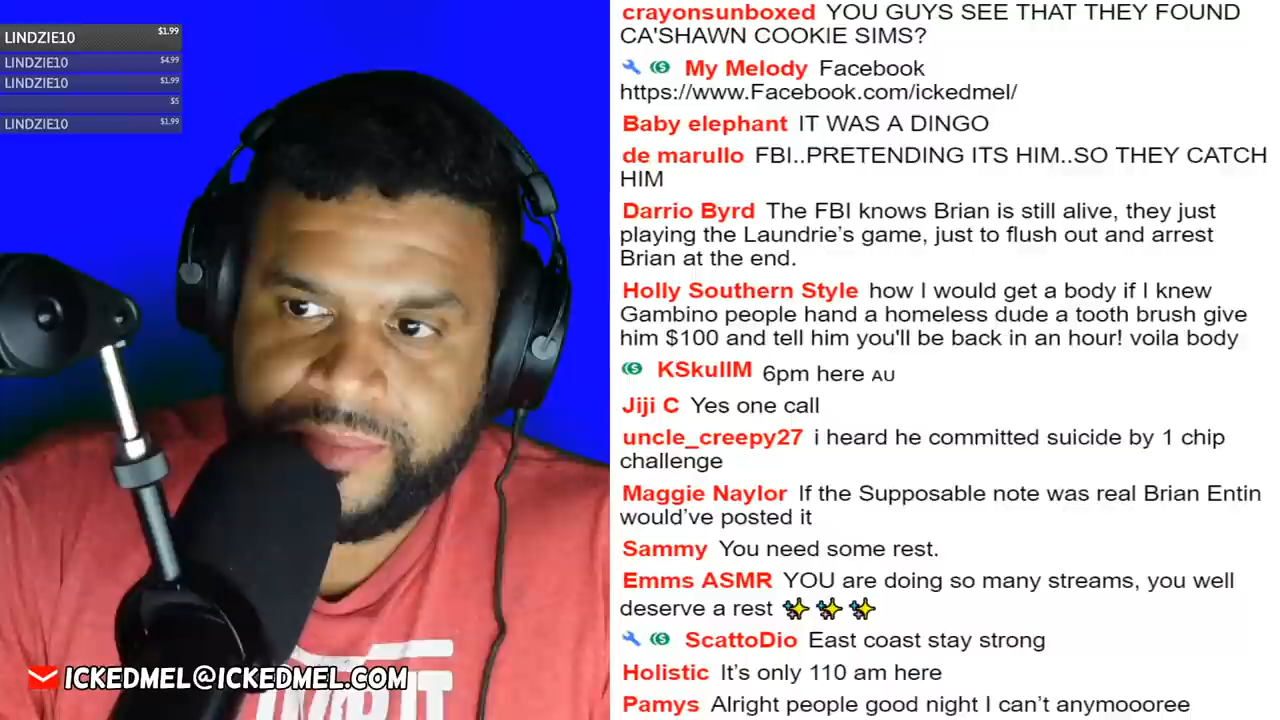 LINDZIE10 $1.99
LINDZIE10 $4.99
LINDZIE10 $1.99
$5
LINDZIE10 $1.99
ICKEDMEL@ICKEDMEL.COM
crayonsunboxed YOU GUYS SEE THAT THEY FOUND
CA'SHAWN COOKIE SIMS?
My Melody Facebook
https://www.Facebook.com/ickedmel/
Baby elephant IT WAS A DINGO
de marullo FBI..PRETENDING ITS HIM..SO THEY CATCH
HIM
Darrio Byrd The FBI knows Brian is still alive, they just
playing the Laundrie's game, just to flush out and arrest
Brian at the end.
Holly Southern Style how I would get a body if I knew
Gambino people hand a homeless dude a tooth brush give
him $100 and tell him you'll be back in an hour! voila body
KSkullM 6pm here AU
Jiji C Yes one call
uncle_creepy27 i heard he committed suicide by 1 chip
challenge
Maggie Naylor If the Supposable note was real Brian Entin
would've posted it
Sammy You need some rest.
Emms ASMR YOU are doing so many streams, you well
deserve a rest ✨ ✨ ✨
ScattoDio East coast stay strong
Holistic It's only 110 am here
Pamys Alright people good night I can't anymoooree